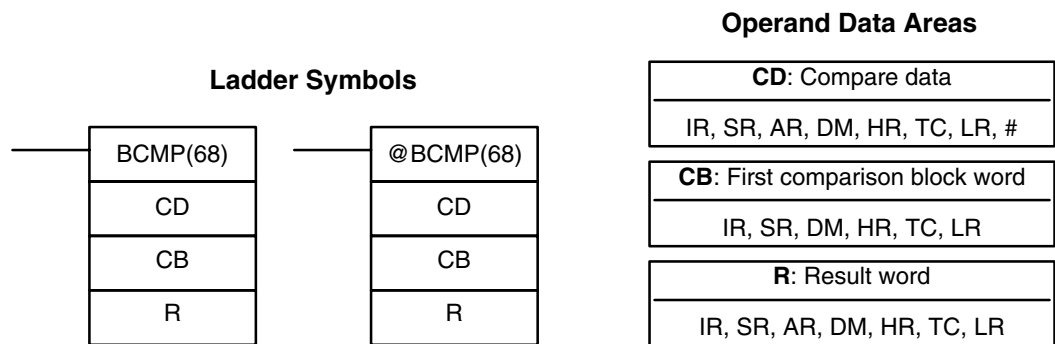 Ladder Symbols
BCMP(68)
CD
CB
R
@BCMP(68)
CD
CB
R
Operand Data Areas
CD: Compare data
IR, SR, AR, DM, HR, TC, LR, #
CB: First comparison block word
IR, SR, DM, HR, TC, LR
R: Result word
IR, SR, AR, DM, HR, TC, LR